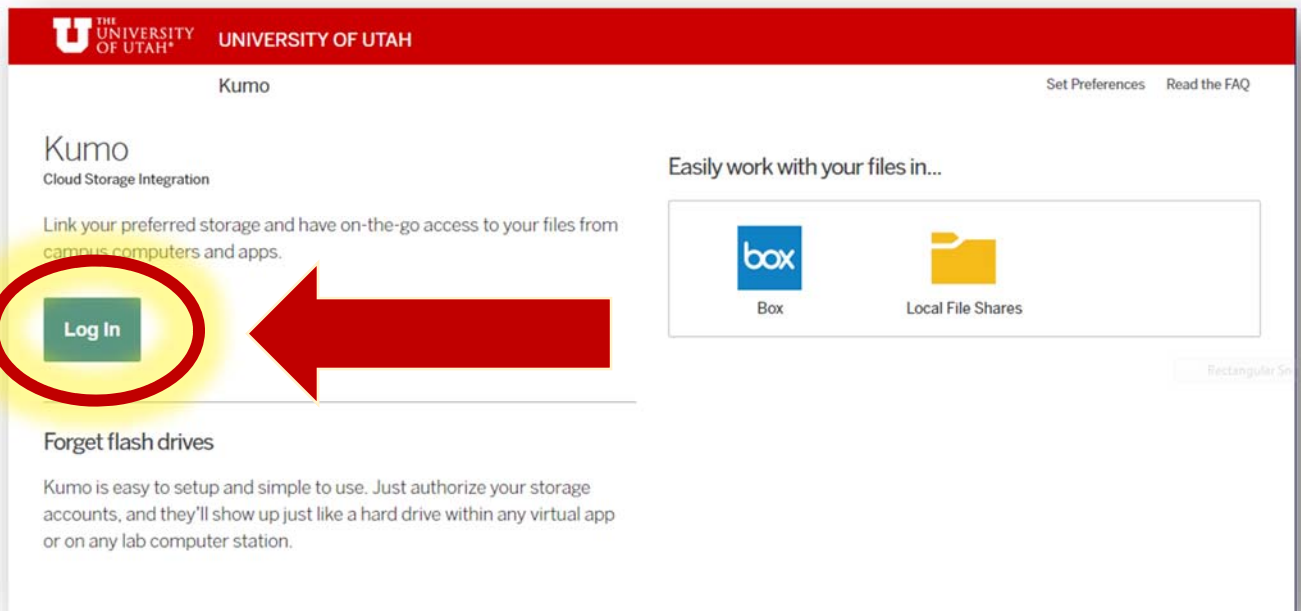 THE
UNIVERSITY
OF UTAH®
UNIVERSITY OF UTAH
Kumo
Set Preferences
Read the FAQ
Kumo
Cloud Storage Integration
Link your preferred storage and have on-the-go access to your files from
campus computers and apps.
Log In
Forget flash drives
Kumo is easy to setup and simple to use. Just authorize your storage
accounts, and they'll show up just like a hard drive within any virtual app
or on any lab computer station.
Easily work with your files in...
box
Box
Local File Shares
Rectangular Sn